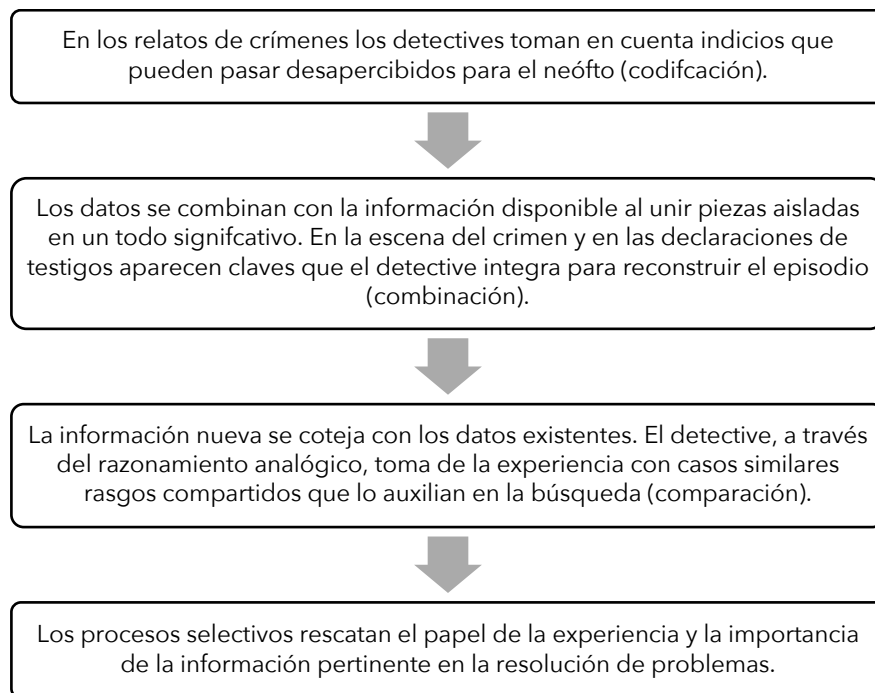 En los relatos de crímenes los detectives toman en cuenta indicios que
pueden pasar desapercibidos para el neófto (codifcación).
Los datos se combinan con la información disponible al unir piezas aisladas
en un todo signifcativo. En la escena del crimen y en las declaraciones de
testigos aparecen claves que el detective integra para reconstruir el episodio
(combinación).
La información nueva se coteja con los datos existentes. El detective, a través
del razonamiento analógico, toma de la experiencia con casos similares
rasgos compartidos que lo auxilian en la búsqueda (comparación).
Los procesos selectivos rescatan el papel de la experiencia y la importancia
de la información pertinente en la resolución de problemas.